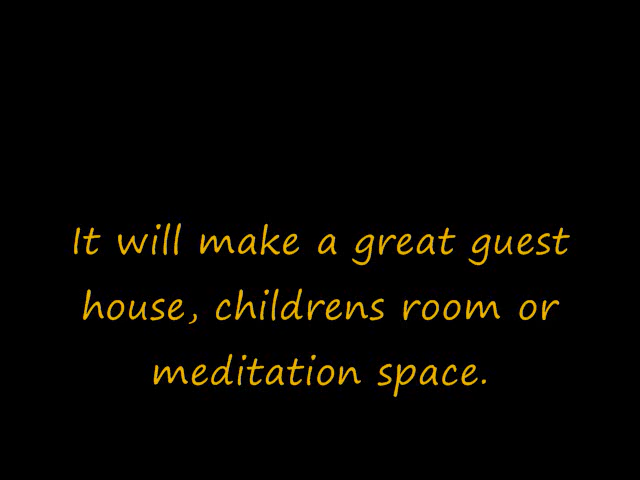 It will make a great guest
house, childrens room or
meditation space.